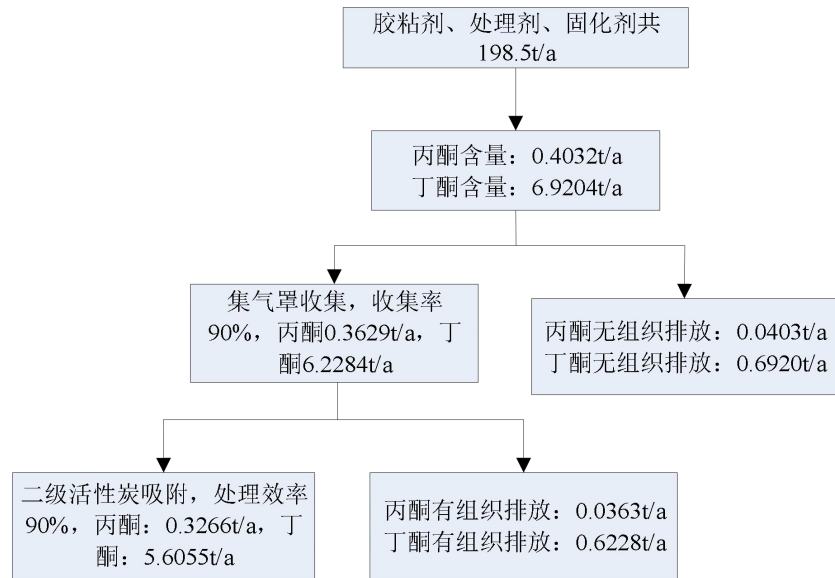 胶粘剂、处理剂、固化剂共
198.5t/a
丙酮含量：0.4032t/a
丁酮含量：6.9204t/a
集气罩收集，收集率
90%，丙酮0.3629t/a，丁
酮6.2284t/a
丙酮无组织排放：0.0403t/a
丁酮无组织排放：0.6920t/a
二级活性炭吸附，处理效率
90%，丙酮：0.3266t/a，丁
酮：5.6055t/a
丙酮有组织排放：0.0363t/a
丁酮有组织排放：0.6228t/a